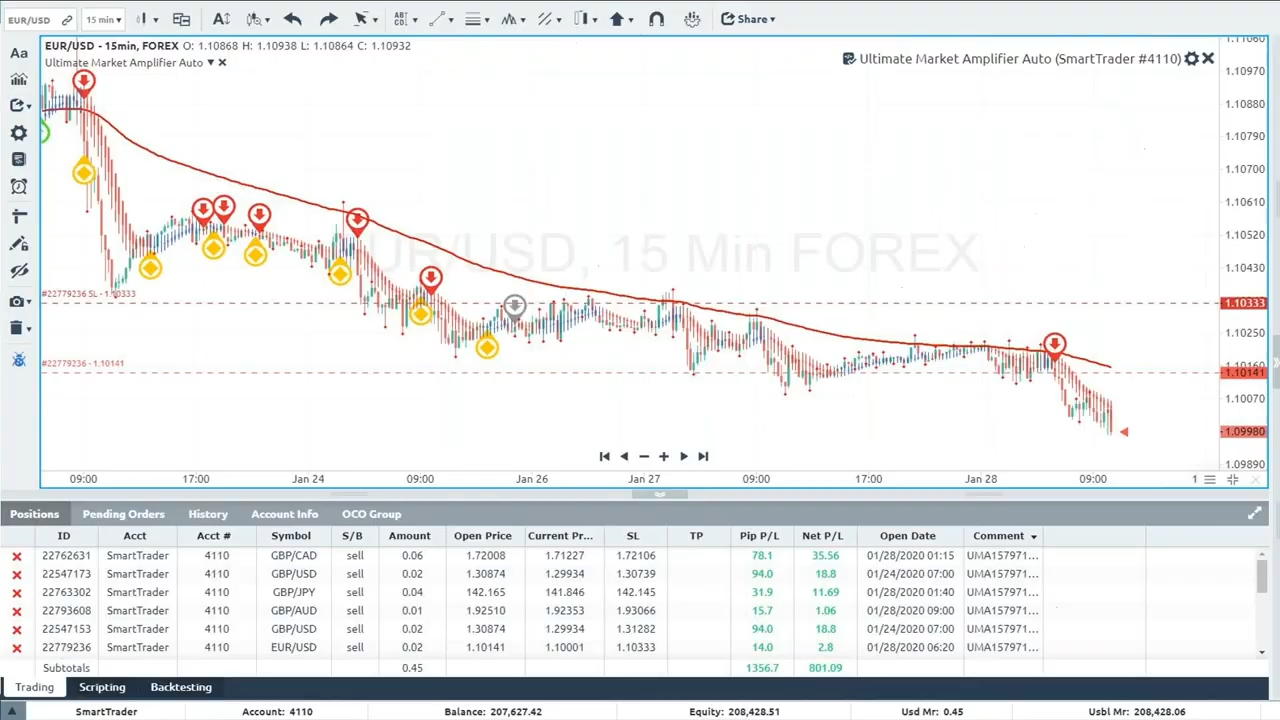 EUR/USD 15 min Share
EUR/USD - 15min, FOREX O: 1.10868 H: 1.10938 L: 1.10864 C: 1.10932
Ultimate Market Amplifier Auto
Ultimate Market Amplifier Auto (SmartTrader #4110)
Aa
EUR/USD, 15 Min FOREX
1.11060
1.10970
1.10880
1.10790
1.10700
1.10610
1.10520
1.10430
1.10333
1.10250
1.10160
1.10141
1.10070
1.09980
1.09890
#22779236 SL - 1.10333
#22779236 - 1.10141
09:00 17:00 Jan 24 09:00 Jan 26 Jan 27 09:00 17:00 Jan 28 09:00 1
Positions Pending Orders History Account Info OCO Group
ID Acct Acct # Symbol S/B Amount Open Price Current Pr... SL TP Pip P/L Net P/L Open Date Comment
22762631 SmartTrader 4110 GBP/CAD sell 0.06 1.72008 1.71227 1.72106 78.1 35.56 01/28/2020 01:15 UMA157971...
22547173 SmartTrader 4110 GBP/USD sell 0.02 1.30874 1.29934 1.30739 94.0 18.8 01/24/2020 07:00 UMA157971...
22763302 SmartTrader 4110 GBP/JPY sell 0.04 142.165 141.846 142.145 31.9 11.69 01/28/2020 01:40 UMA157971...
22793608 SmartTrader 4110 GBP/AUD sell 0.01 1.92510 1.92353 1.93066 15.7 1.06 01/28/2020 09:00 UMA157971...
22547153 SmartTrader 4110 GBP/USD sell 0.02 1.30874 1.29934 1.31282 94.0 18.8 01/24/2020 07:00 UMA157971...
22779236 SmartTrader 4110 EUR/USD sell 0.02 1.10141 1.10001 1.10333 14.0 2.8 01/28/2020 06:20 UMA157971...
Subtotals 0.45 1356.7 801.09
Trading Scripting Backtesting
SmartTrader Account: 4110 Balance: 207,627.42 Equity: 208,428.51 Usd Mr: 0.45 Usbl Mr: 208,428.06